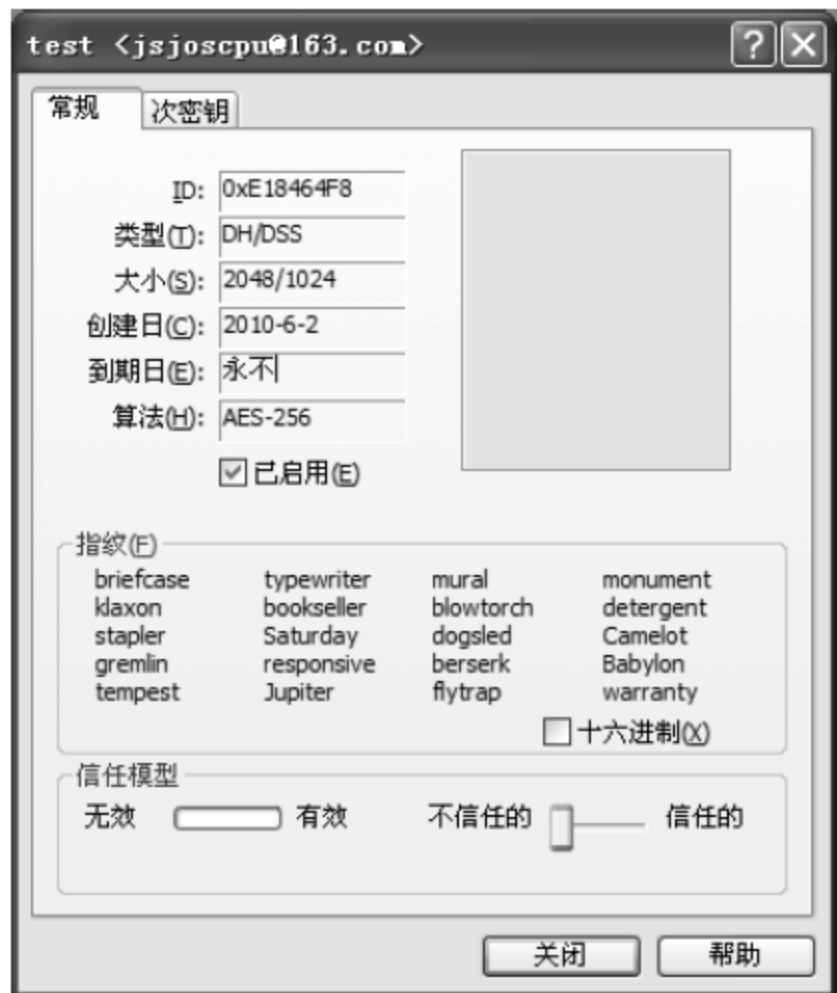 test <jsjoscpu@163.com>
常规 次密钥
ID: 0xE18464F8
类型(T): DH/DSS
大小(S): 2048/1024
创建日(C): 2010-6-2
到期日(E): 永不
算法(H): AES-256
已启用(E)
指纹(F)
briefcase typewriter mural monument
klaxon bookseller blowtorch detergent
stapler Saturday dogsled Camelot
gremlin responsive berserk Babylon
tempest Jupiter flytrap warranty
十六进制(X)
信任模型
无效 有效 不信任的 信任的
关闭 帮助